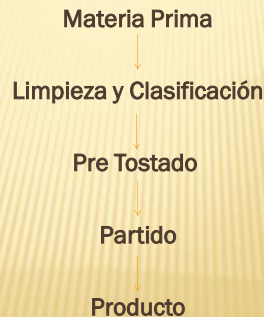 Materia Prima
Limpieza y Clasificación
Pre Tostado
Partido
Producto